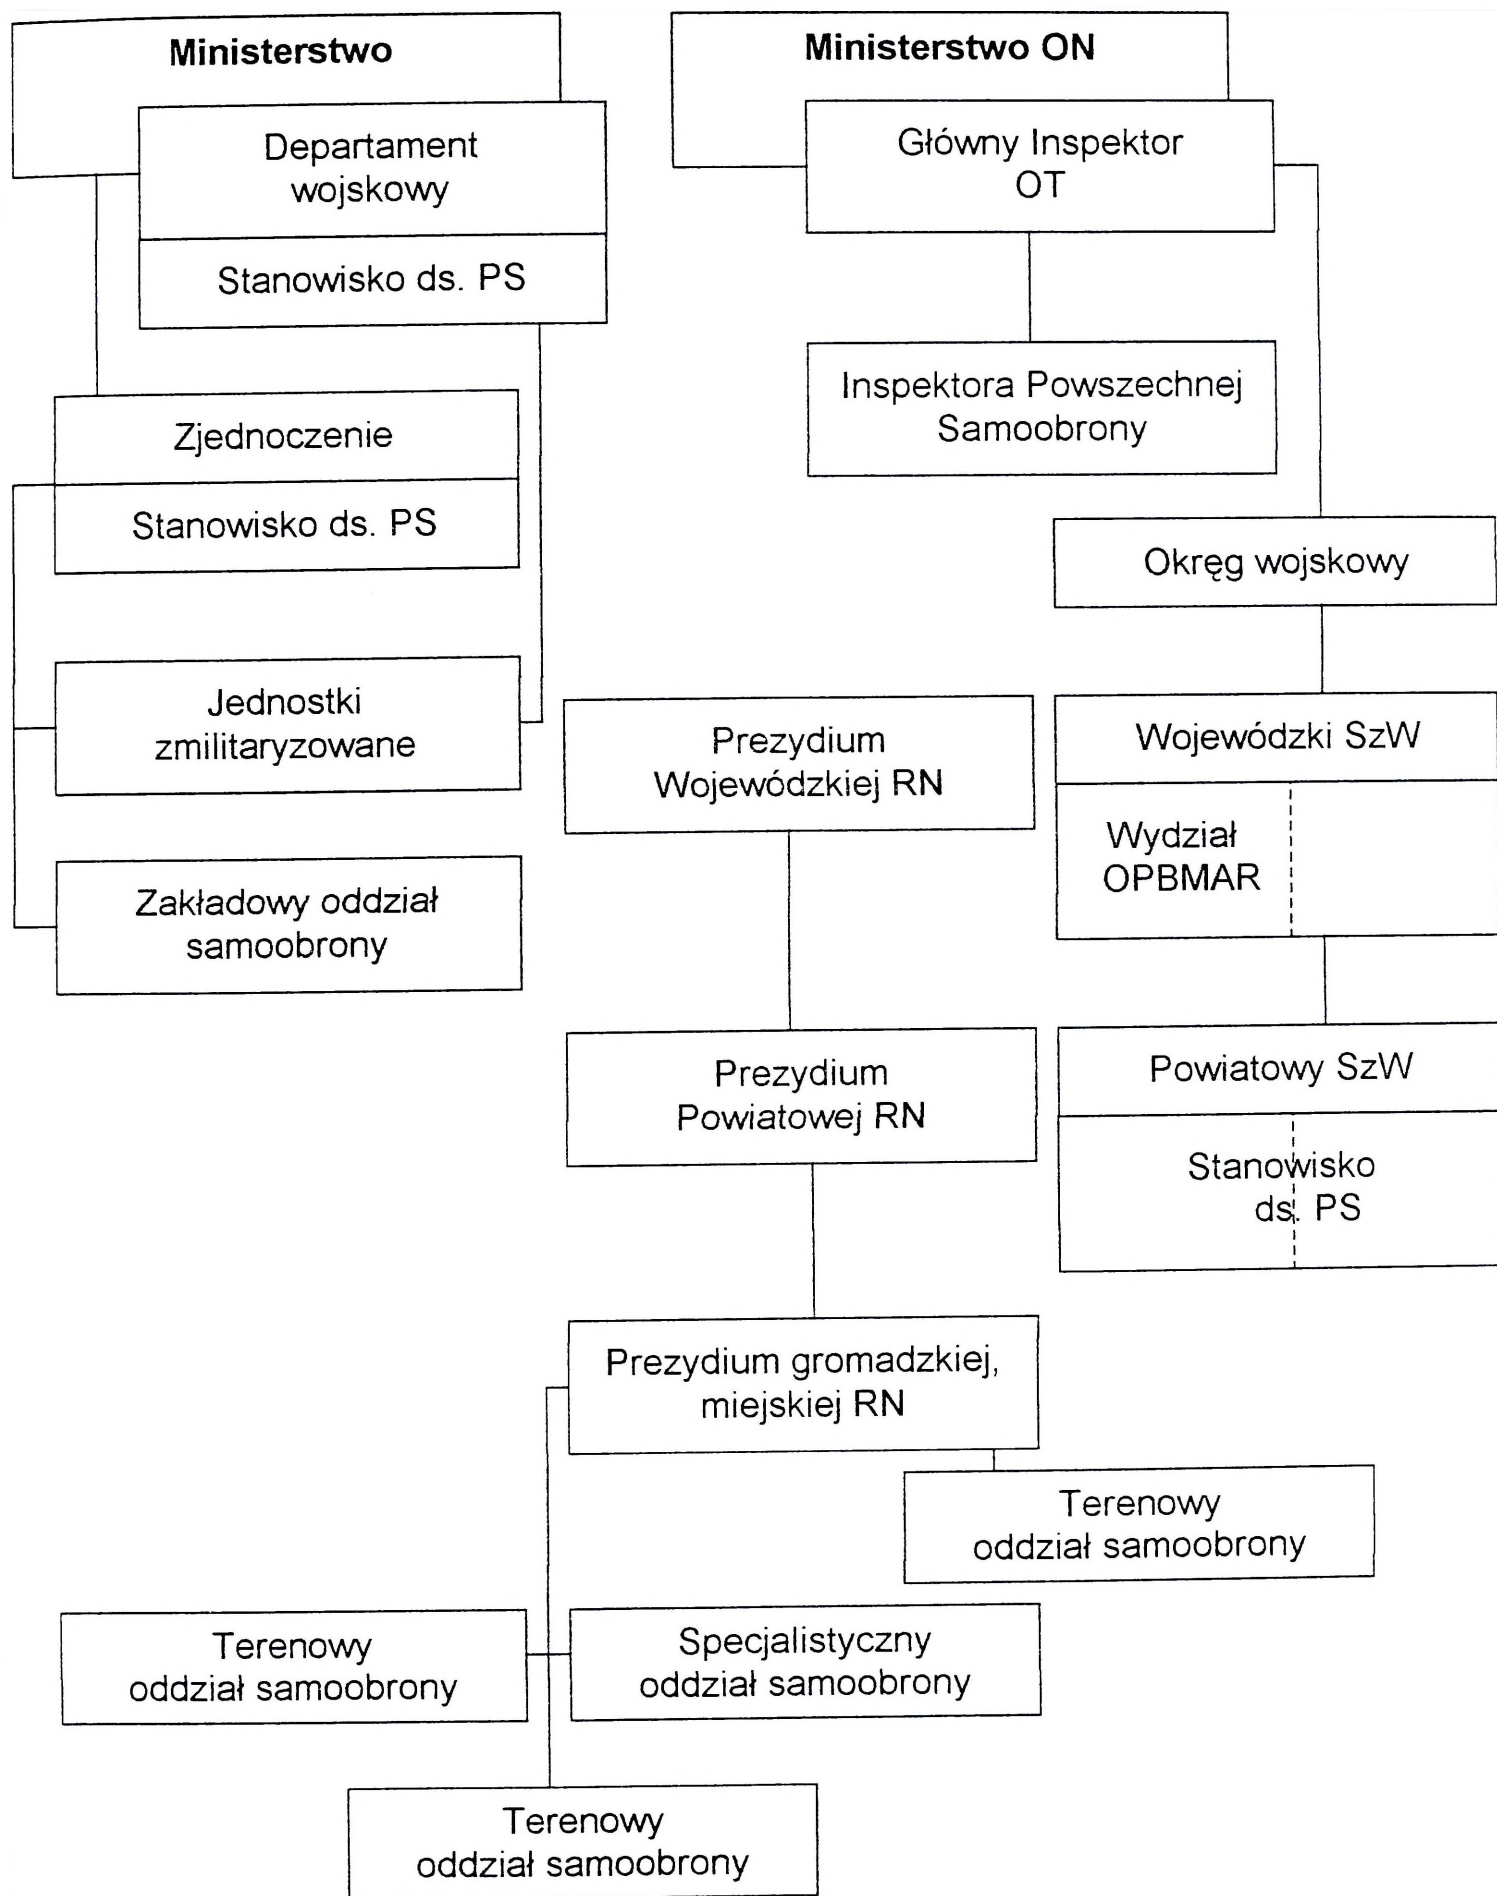 Ministerstwo
Departament
wojskowy
Stanowisko ds. PS
Zjednoczenie
Stanowisko ds. PS
Jednostki
zmilitaryzowane
Zakładowy oddział
samoobrony
Ministerstwo ON
Główny Inspektor
OT
Inspektora Powszechnej
Samoobrony
Okręg wojskowy
Wojewódzki SzW
Wydział
OPBMAR
Powiatowy SzW
Stanowisko
ds. PS
Prezydium
Wojewódzkiej RN
Prezydium
Powiatowej RN
Prezydium gromadzkiej,
miejskiej RN
Terenowy
oddział samoobrony
Terenowy
oddział samoobrony
Specjalistyczny
oddział samoobrony
Terenowy
oddział samoobrony